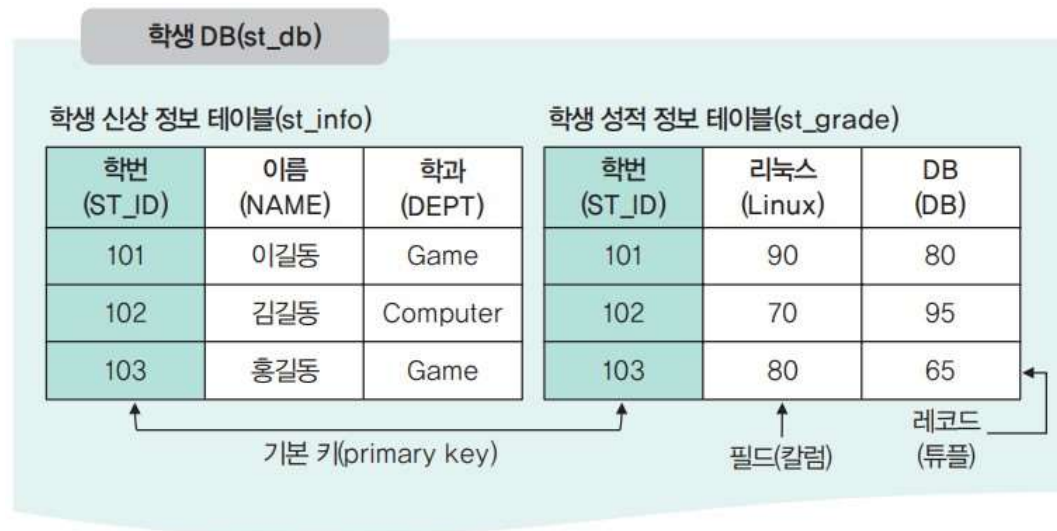 학생 DB(st_db)
학생 신상 정보 테이블(st_info)
학번 이름 학과
(ST_ID) (NAME) (DEPT)
101 이길동 Game
102 김길동 Computer
103 홍길동 Game
학생 성적 정보 테이블(st_grade)
학번 리눅스 DB
(ST_ID) (Linux) (DB)
101 90 80
102 70 95
103 80 65
기본 키(primary key)
필드(칼럼)
레코드
(튜플)